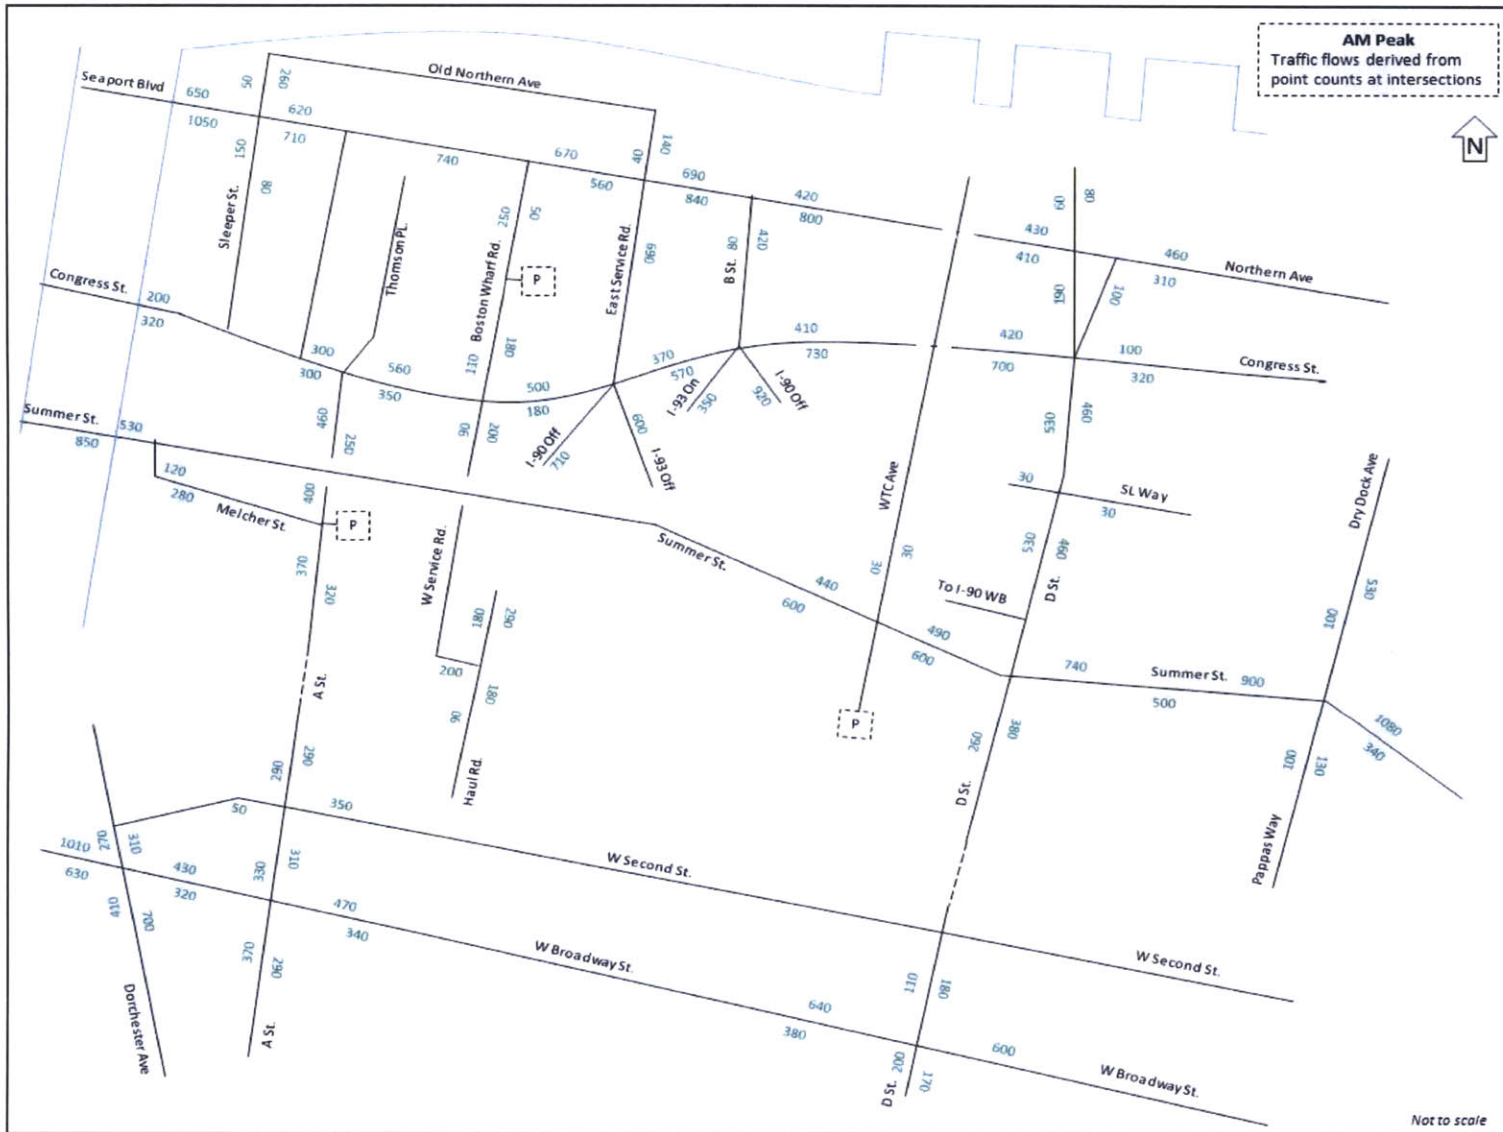 AM Peak
Traffic flows derived from
point counts at intersections
N
Seaport Blvd
650
1050
50
260
Old Northern Ave
620
710
150
80
Sleeper St.
740
670
560
40
140
690
840
420
800
430
410
60
80
460
310
Northern Ave
Thomson PL.
250
50
Boston Wharf Rd.
P
East Service Rd.
690
B St.
80
420
190
100
Congress St.
200
320
300
300
560
350
110
180
500
180
370
570
410
730
420
700
100
320
Congress St.
I-93 On
350
920
I-90 Off
I-90 Off
710
600
I-93 Off
Summer St.
530
850
460
250
90
200
120
280
Melcher St.
400
P
370
320
W Service Rd.
Summer St.
440
600
WTC Ave
30
30
530
460
30
SL Way
30
530
460
D St.
To I-90 WB
Dry Dock Ave
530
100
180
290
200
180
90
Haul Rd.
A St.
490
600
740
Summer St.
900
500
1080
340
P
260
380
D St.
100
130
Pappas Way
290
290
50
350
W Second St.
270
310
1010
630
430
320
330
310
410
700
470
340
W Broadway St.
370
290
Dorchester Ave
A St.
W Second St.
110
180
640
380
600
W Broadway St.
200
170
D St.
Not to scale